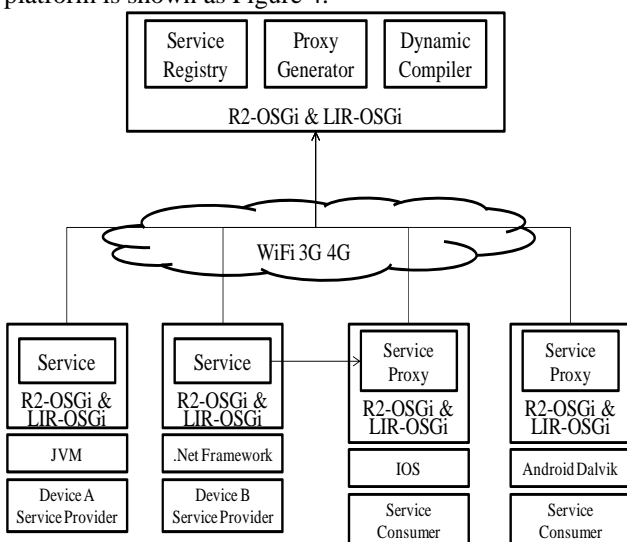 platform is shown as Figure 4.
Service
Registry
Proxy
Generator
Dynamic
Compiler
R2-OSGi & LIR-OSGi
WiFi 3G 4G
Service
R2-OSGi &
LIR-OSGi
JVM
Device A
Service Provider
Service
R2-OSGi &
LIR-OSGi
.Net Framework
Device B
Service Provider
Service
Proxy
R2-OSGi &
LIR-OSGi
IOS
Service
Consumer
Service
Proxy
R2-OSGi &
LIR-OSGi
Android Dalvik
Service
Consumer